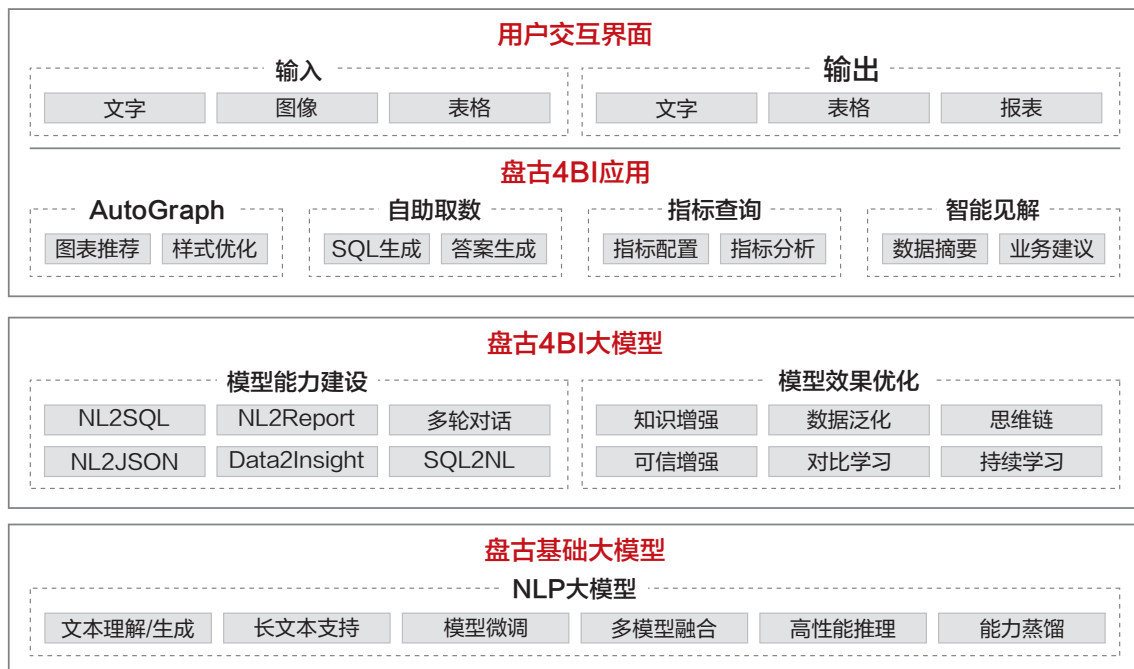 用户交互界面
输入 输出
文字 图像 表格 文字 表格 报表
盘古4BI应用
AutoGraph 自助取数 指标查询 智能见解
图表推荐 样式优化 SQL生成 答案生成 指标配置 指标分析 数据摘要 业务建议
盘古4BI大模型
模型能力建设 模型效果优化
NL2SQL NL2Report 多轮对话 知识增强 数据泛化 思维链
NL2JSON Data2Insight SQL2NL 可信增强 对比学习 持续学习
盘古基础大模型
NLP大模型
文本理解/生成 长文本支持 模型微调 多模型融合 高性能推理 能力蒸馏